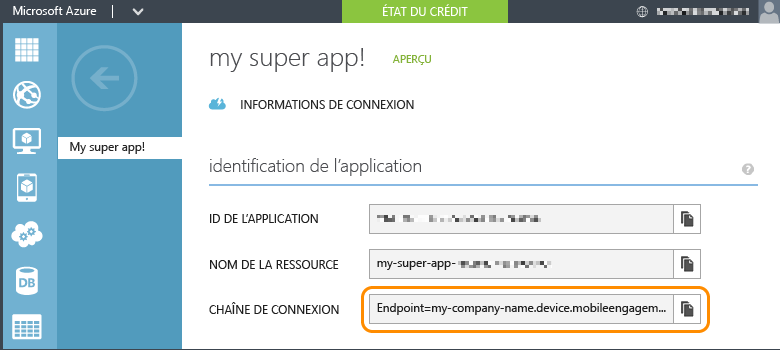 Microsoft Azure
ÉTAT DU CRÉDIT
my super app!
APERÇU
INFORMATIONS DE CONNEXION
My super app!
identification de l'application
?
ID DE L'APPLICATION
NOM DE LA RESSOURCE
my-super-app-
CHAÎNE DE CONNEXION
Endpoint=my-company-name.device.mobileengagem...
DB